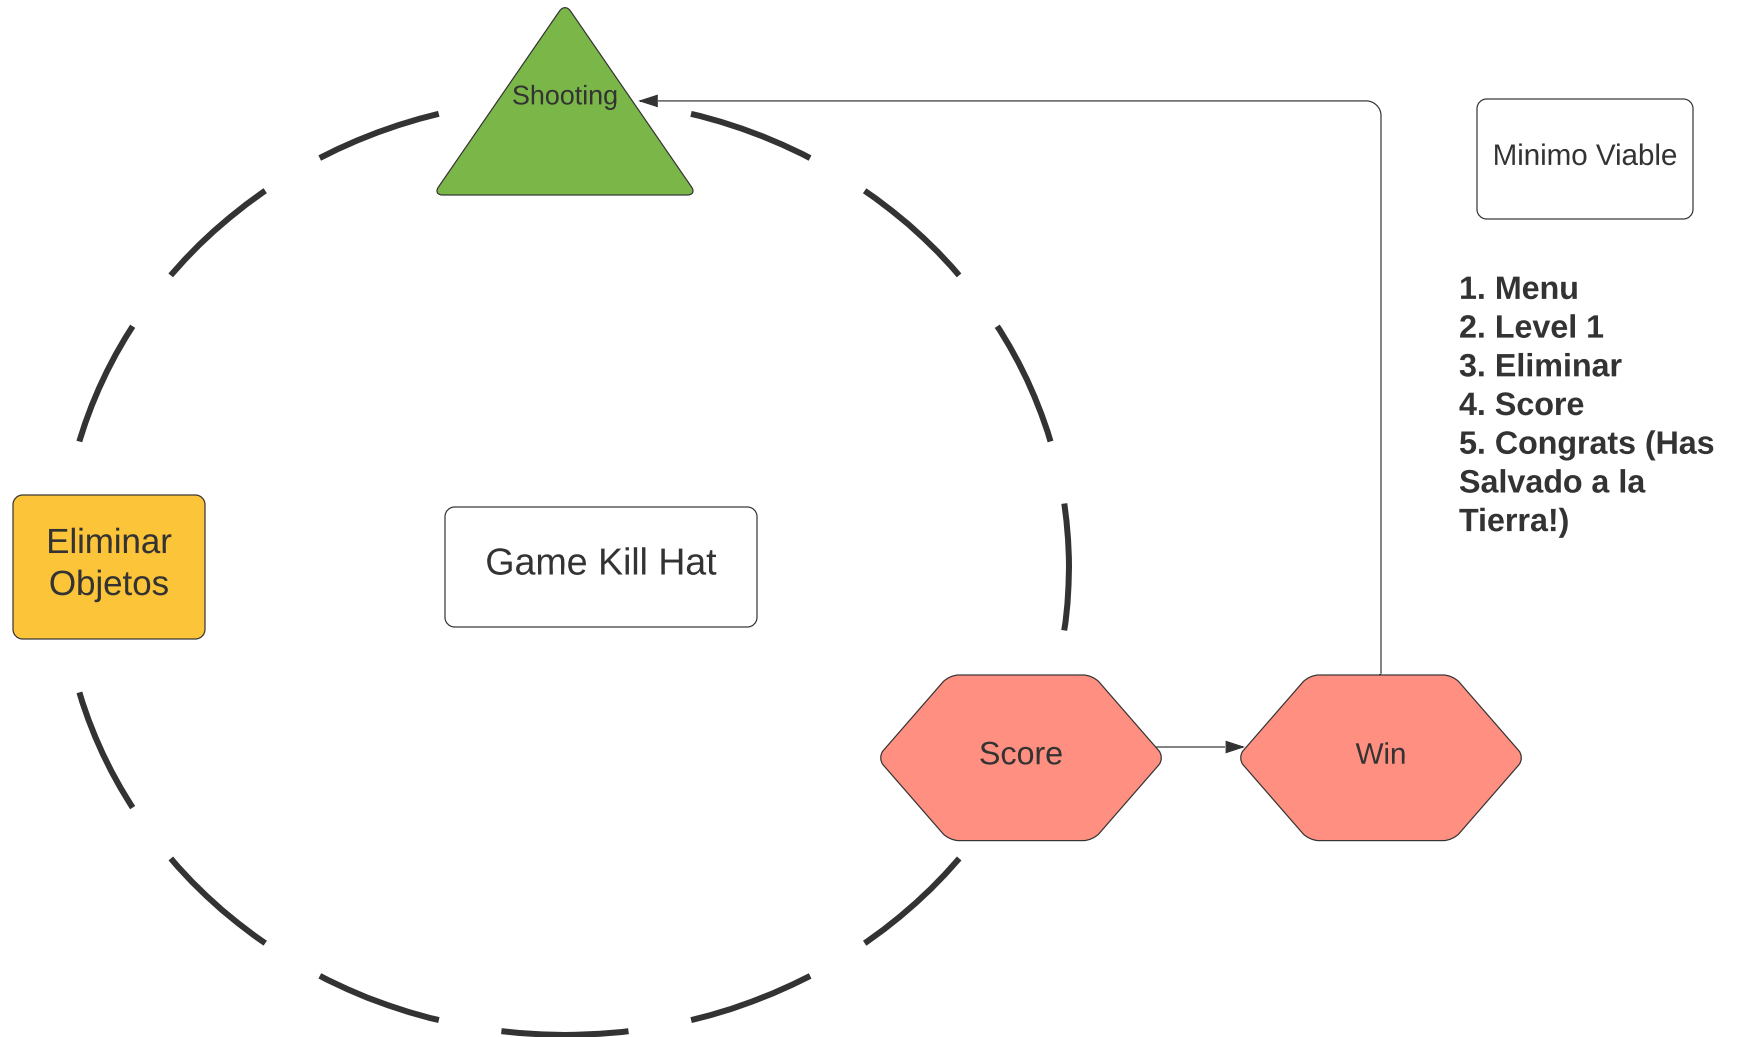 Shooting
Minimo Viable
1. Menu
2. Level 1
3. Eliminar
4. Score
5. Congrats (Has
Salvado a la
Tierra!)
Eliminar
Objetos
Game Kill Hat
Score
Win